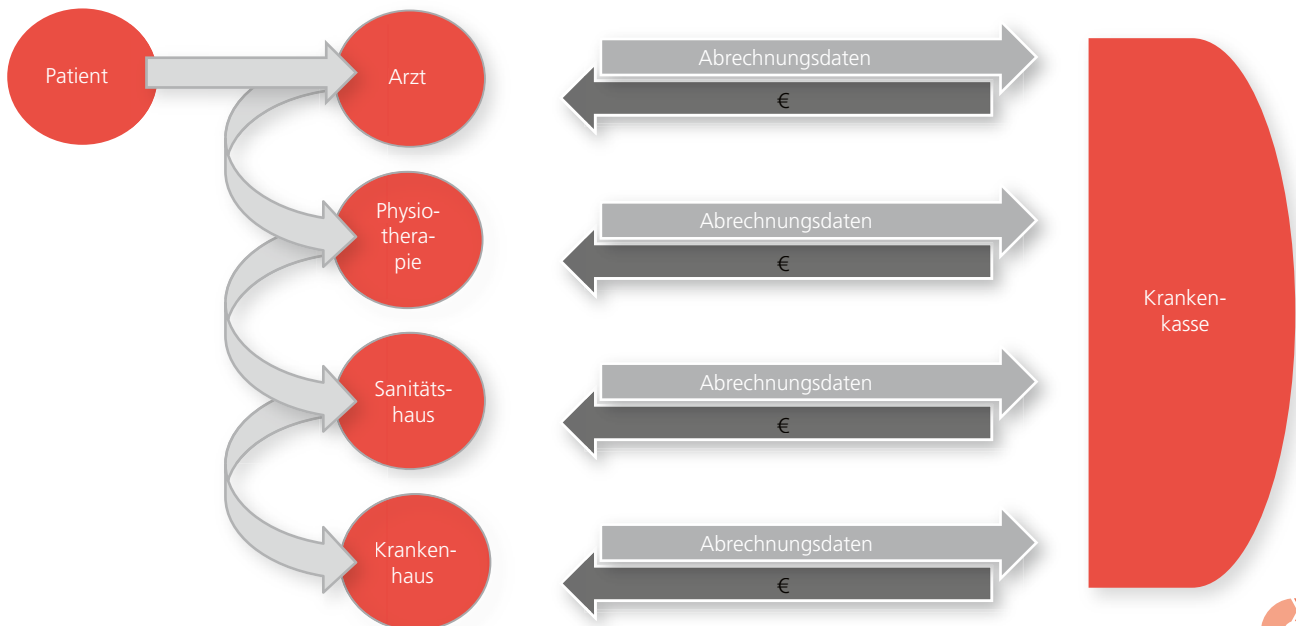 Patient
Arzt
Abrechnungsdaten
€
Physio-
thera-
pie
Abrechnungsdaten
€
Sanitäts-
haus
Abrechnungsdaten
€
Kranken-
haus
Abrechnungsdaten
€
Kranken-
kasse